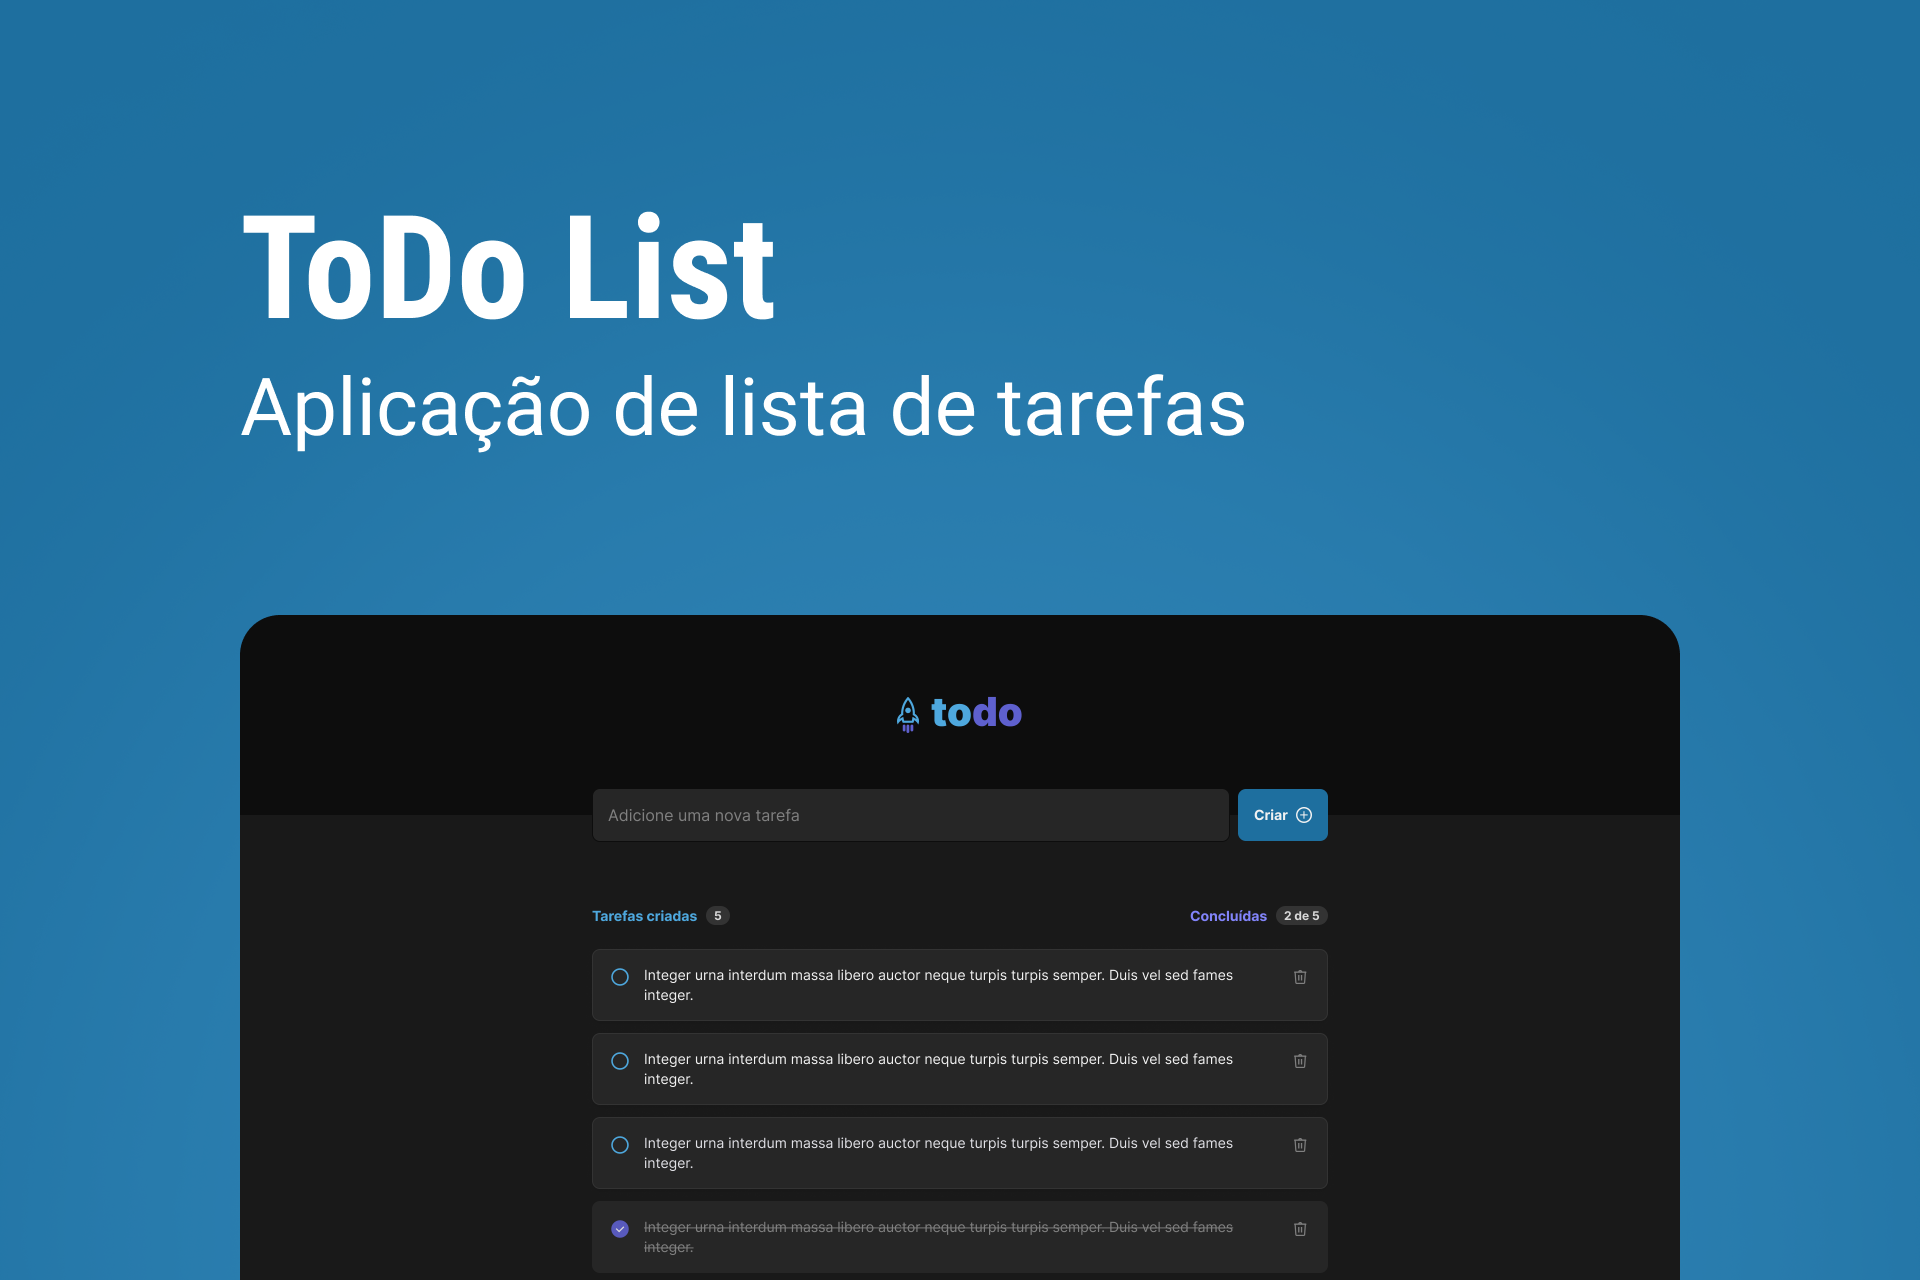 ToDo List
Aplicação de lista de tarefas
todo
Adicione uma nova tarefa
Criar
Tarefas criadas 5
Concluídas 2 de 5
Integer urna interdum massa libero auctor neque turpis turpis semper. Duis vel sed fames
integer.
Integer urna interdum massa libero auctor neque turpis turpis semper. Duis vel sed fames
integer.
Integer urna interdum massa libero auctor neque turpis turpis semper. Duis vel sed fames
integer.
Integer urna interdum massa libero auctor neque turpis turpis semper. Duis vel sed fames
integer.